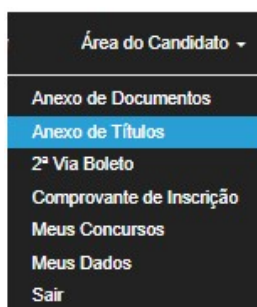 Área do Candidato
Anexo de Documentos
Anexo de Títulos
2ª Via Boleto
Comprovante de Inscrição
Meus Concursos
Meus Dados
Sair